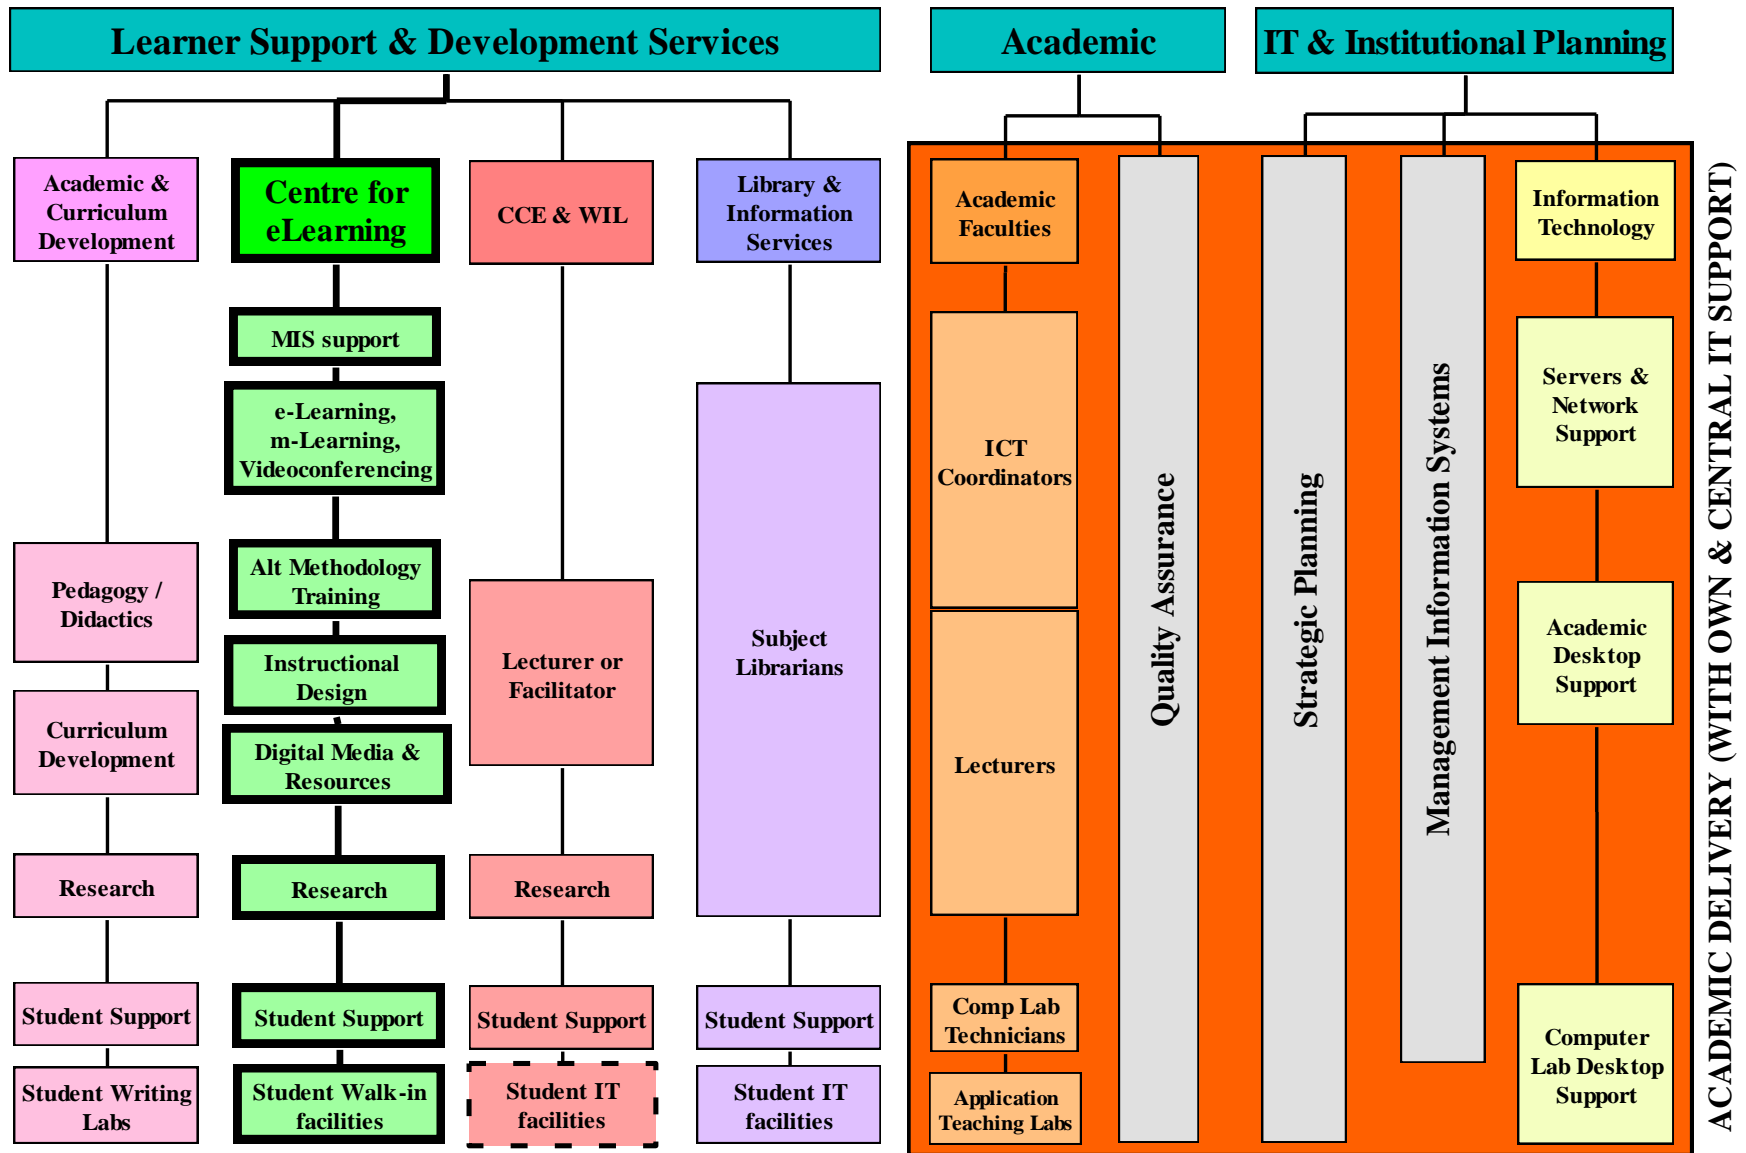 Learner Support & Development Services
Academic
IT & Institutional Planning
Academic &
Curriculum
Development
Pedagogy /
Didactics
Curriculum
Development
Research
Student Support
Student Writing
Labs
Centre for
eLearning
MIS support
e-Learning,
m-Learning,
Videoconferencing
Alt Methodology
Training
Instructional
Design
Digital Media &
Resources
Research
Student Support
Student Walk-in
facilities
CCE & WIL
Lecturer or
Facilitator
Research
Student Support
Student IT
facilities
Library &
Information
Services
Subject
Librarians
Student Support
Student IT
facilities
Academic
Faculties
ICT
Coordinators
Lecturers
Comp Lab
Technicians
Application
Teaching Labs
Quality Assurance
Strategic Planning
Management Information Systems
Information
Technology
Servers &
Network
Support
Academic
Desktop
Support
Computer
Lab Desktop
Support
ACADEMIC DELIVERY (WITH OWN & CENTRAL IT SUPPORT)